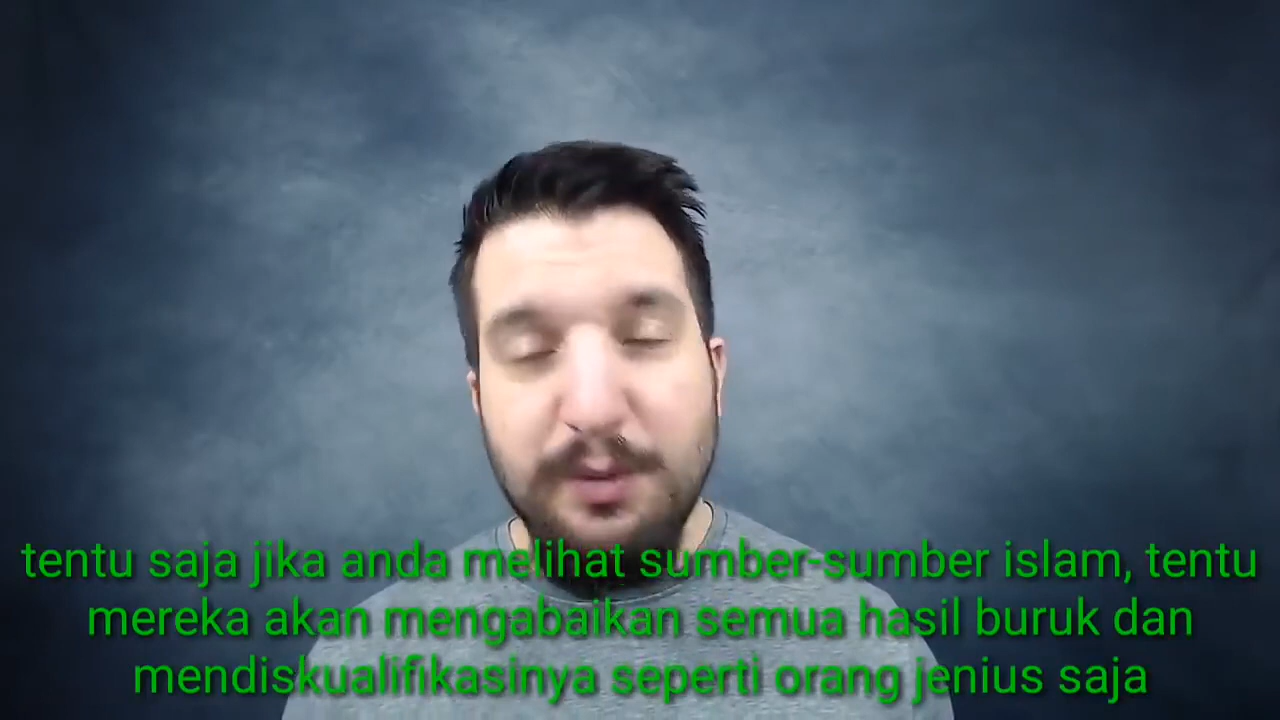 tentu saja jika anda melihat sumber-sumber islam, tentu
mereka akan mengabaikan semua hasil buruk dan
mendiskualifikasinya seperti orang jenius saja